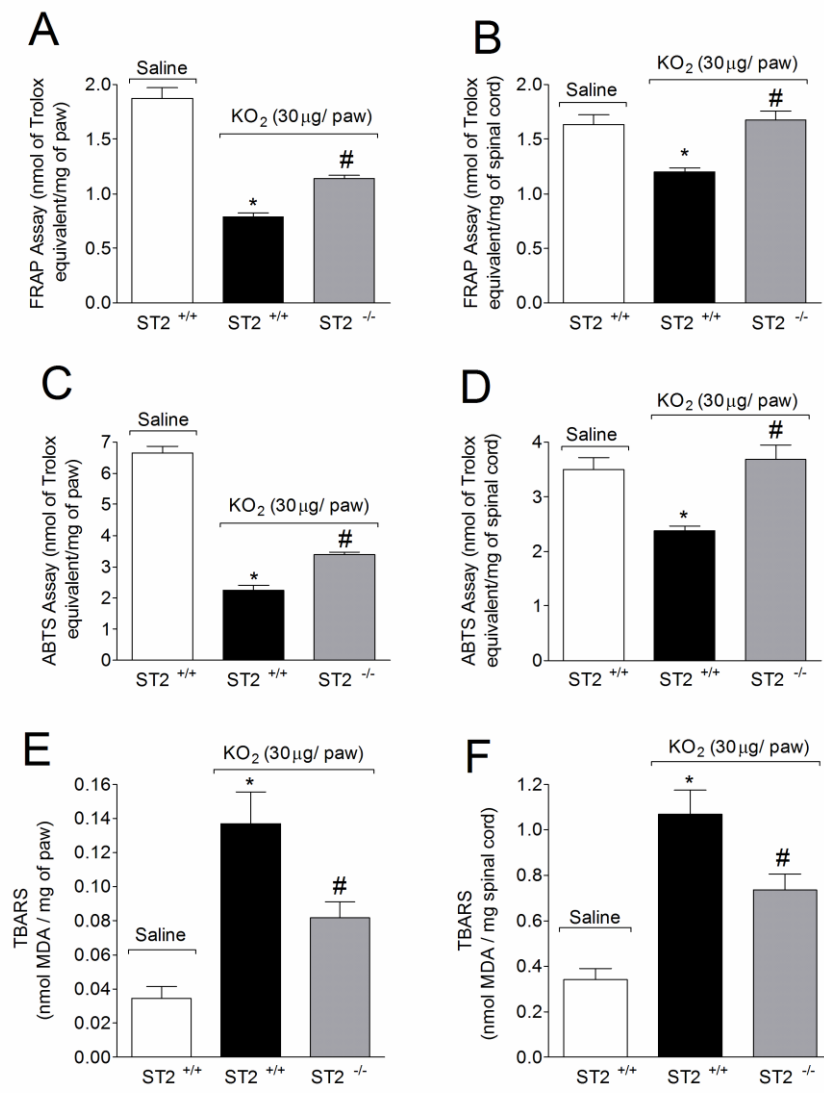 A
Saline
KO2 (30μg/ paw)
FRAP Assay (nmol of Trolox
equivalent/mg of paw)
2.0
1.5
1.0
0.5
0.0
*
#
ST2 +/+
ST2 +/+
ST2 -/-
B
KO2 (30μg/ paw)
Saline
FRAP Assay (nmol of Trolox
equivalent/mg of spinal cord)
2.0
1.5
1.0
0.5
0.0
*
#
ST2 +/+
ST2 +/+
ST2 -/-
C
Saline
KO2 (30μg/ paw)
ABTS Assay (nmol of Trolox
equivalent/mg of paw)
7
6
5
4
3
2
1
0
*
#
ST2 +/+
ST2 +/+
ST2 -/-
D
KO2 (30μg/ paw)
Saline
ABTS Assay (nmol of Trolox
equivalent/mg of spinal cord)
4
3
2
1
0
*
#
ST2 +/+
ST2 +/+
ST2 -/-
E
KO2 (30μg/ paw)
Saline
TBARS
(nmol MDA / mg of paw)
0.16
0.14
0.12
0.10
0.08
0.06
0.04
0.02
0.00
*
#
ST2 +/+
ST2 +/+
ST2 -/-
F
KO2 (30μg/ paw)
Saline
TBARS
(nmol MDA / mg spinal cord)
1.2
1.0
0.8
0.6
0.4
0.2
0.0
*
#
ST2 +/+
ST2 +/+
ST2 -/-